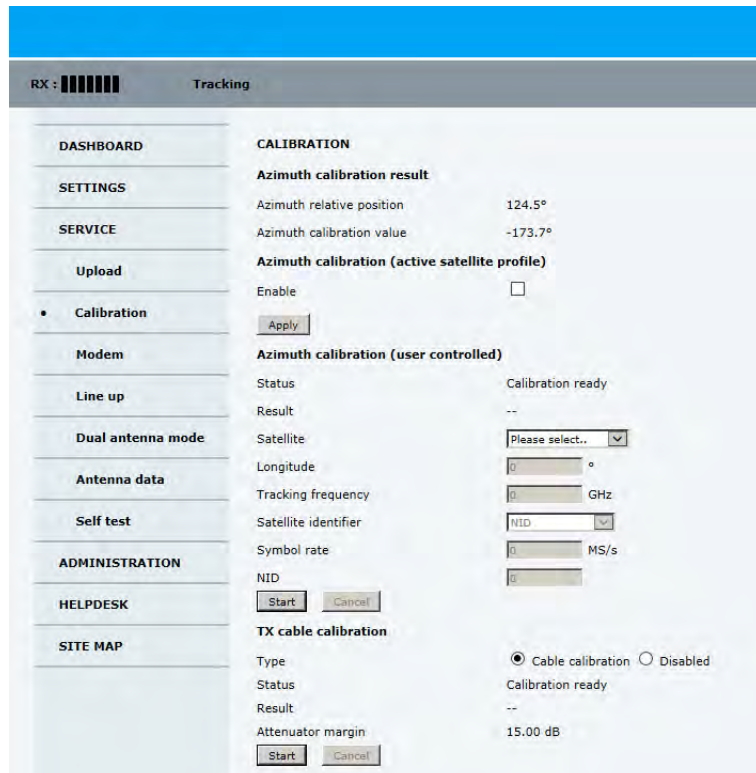 RX : Tracking
DASHBOARD
SETTINGS
SERVICE
Upload
• Calibration
Modem
Line up
Dual antenna mode
Antenna data
Self test
ADMINISTRATION
HELPDESK
SITE MAP
CALIBRATION
Azimuth calibration result
Azimuth relative position 124.5°
Azimuth calibration value -173.7°
Azimuth calibration (active satellite profile)
Enable
Apply
Azimuth calibration (user controlled)
Status Calibration ready
Result --
Satellite Please select..
Longitude 0 °
Tracking frequency 0 GHz
Satellite identifier NID
Symbol rate 0 MS/s
NID 0
Start Cancel
TX cable calibration
Type Cable calibration Disabled
Status Calibration ready
Result --
Attenuator margin 15.00 dB
Start Cancel